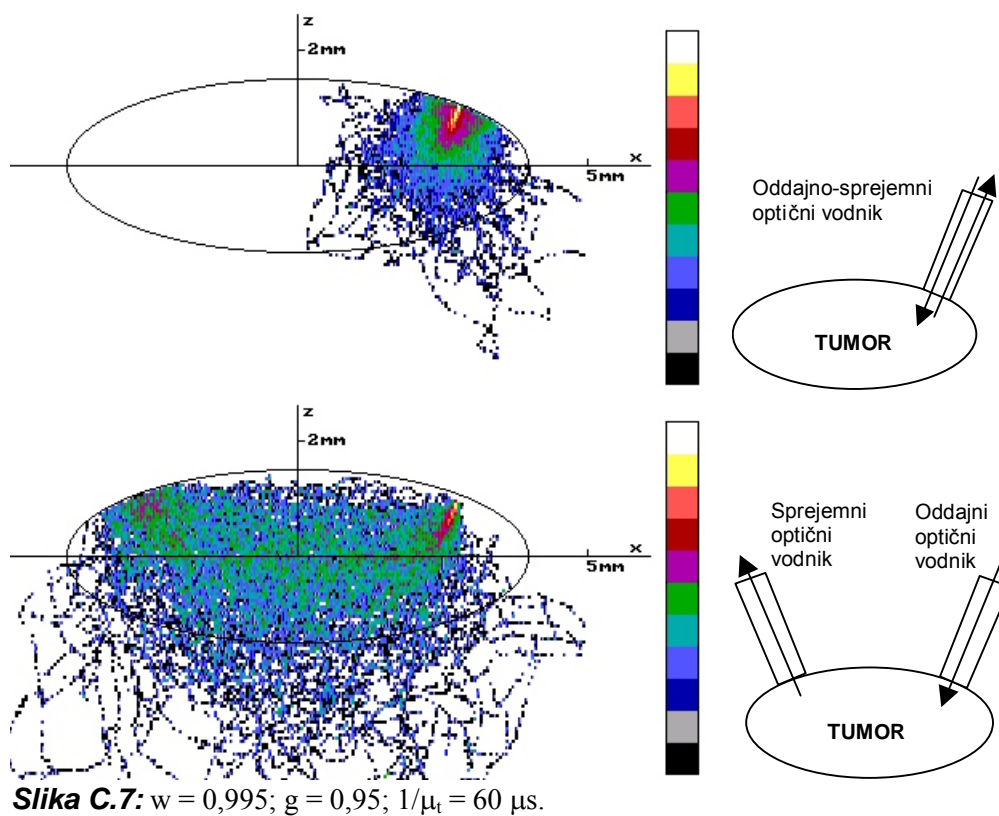 z
2mm
x
5mm
Oddajno-sprejemni
optični vodnik
TUMOR
z
2mm
x
5mm
Sprejemni
optični
vodnik
Oddajni
optični
vodnik
TUMOR
Slika C.7: w = 0,995; g = 0,95; 1/μt = 60 μs.